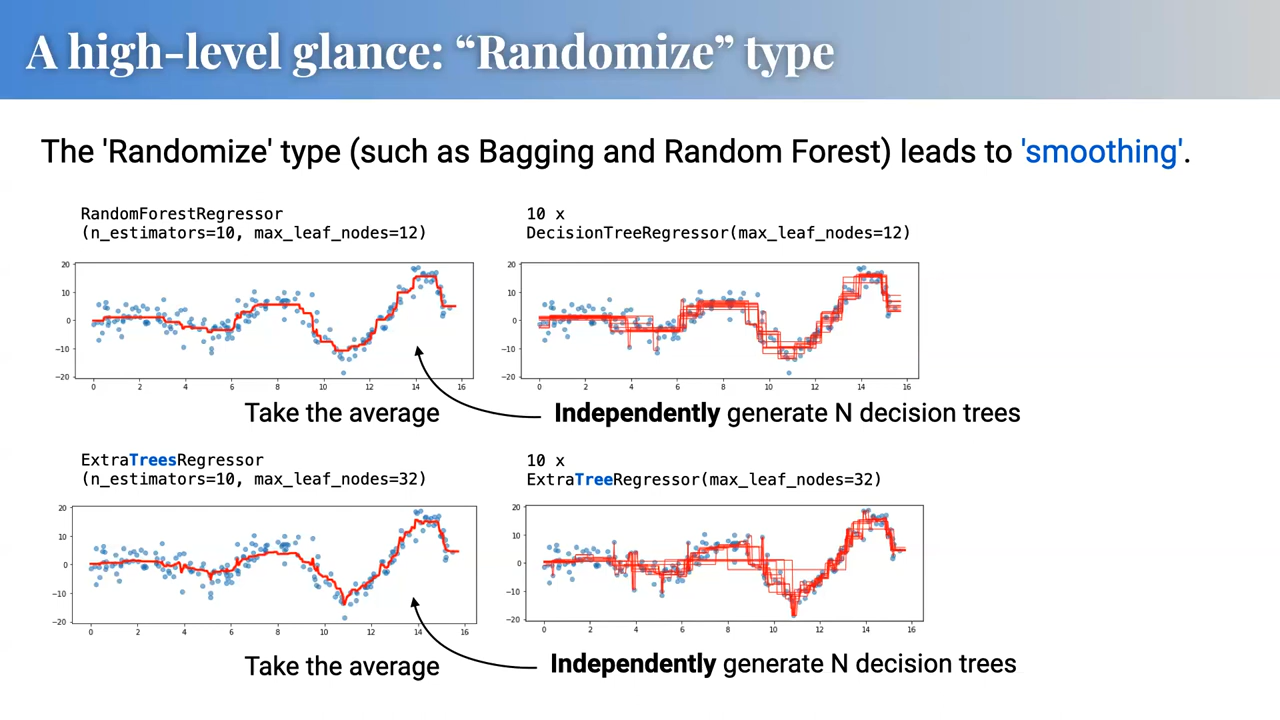 A high-level glance: “Randomize” type
The 'Randomize' type (such as Bagging and Random Forest) leads to 'smoothing'.
RandomForestRegressor
(n_estimators=10, max_leaf_nodes=12)
10 x
DecisionTreeRegressor(max_leaf_nodes=12)
20
10
0
−10
−20
0 2 4 6 8 10 12 14 16
20
10
0
−10
−20
0 2 4 6 8 10 12 14 16
Take the average
Independently generate N decision trees
ExtraTreesRegressor
(n_estimators=10, max_leaf_nodes=32)
10 x
ExtraTreeRegressor(max_leaf_nodes=32)
20
10
0
−10
−20
0 2 4 6 8 10 12 14 16
20
10
0
−10
−20
0 2 4 6 8 10 12 14 16
Take the average
Independently generate N decision trees